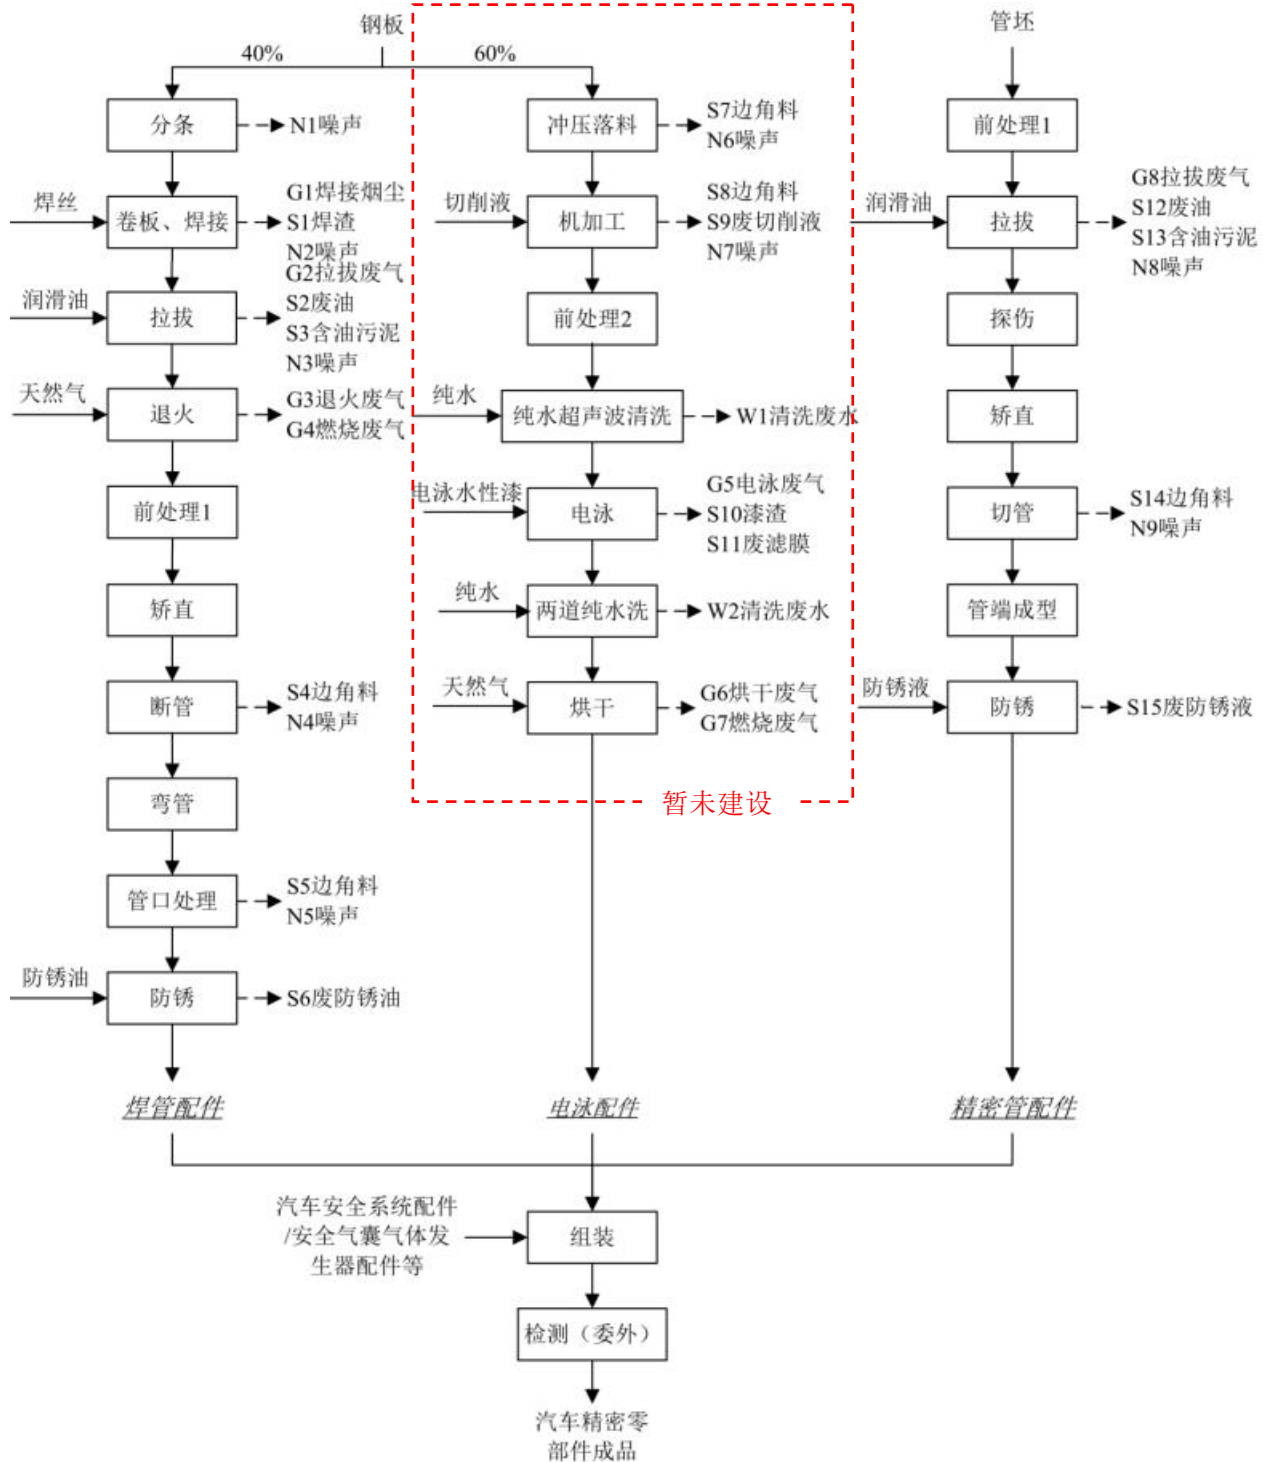 钢板
40%
60%
分条
N1噪声
焊丝
卷板、焊接
G1焊接烟尘
S1焊渣
N2噪声
润滑油
拉拔
G2拉拔废气
S2废油
S3含油污泥
N3噪声
天然气
退火
G3退火废气
G4燃烧废气
前处理1
矫直
断管
S4边角料
N4噪声
弯管
管口处理
S5边角料
N5噪声
防锈油
防锈
S6废防锈油
焊管配件
冲压落料
S7边角料
N6噪声
切削液
机加工
S8边角料
S9废切削液
N7噪声
前处理2
纯水
纯水超声波清洗
W1清洗废水
电泳水性漆
电泳
G5电泳废气
S10漆渣
S11废滤膜
纯水
两道纯水洗
W2清洗废水
天然气
烘干
G6烘干废气
G7燃烧废气
暂未建设
电泳配件
管坯
前处理1
润滑油
拉拔
G8拉拔废气
S12废油
S13含油污泥
N8噪声
探伤
矫直
切管
S14边角料
N9噪声
管端成型
防锈液
防锈
S15废防锈液
精密管配件
汽车安全系统配件
/安全气囊气体发
生器配件等
组装
检测（委外）
汽车精密零
部件成品